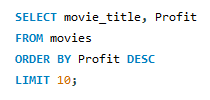 SELECT movie_title, Profit
FROM movies
ORDER BY Profit DESC
LIMIT 10;